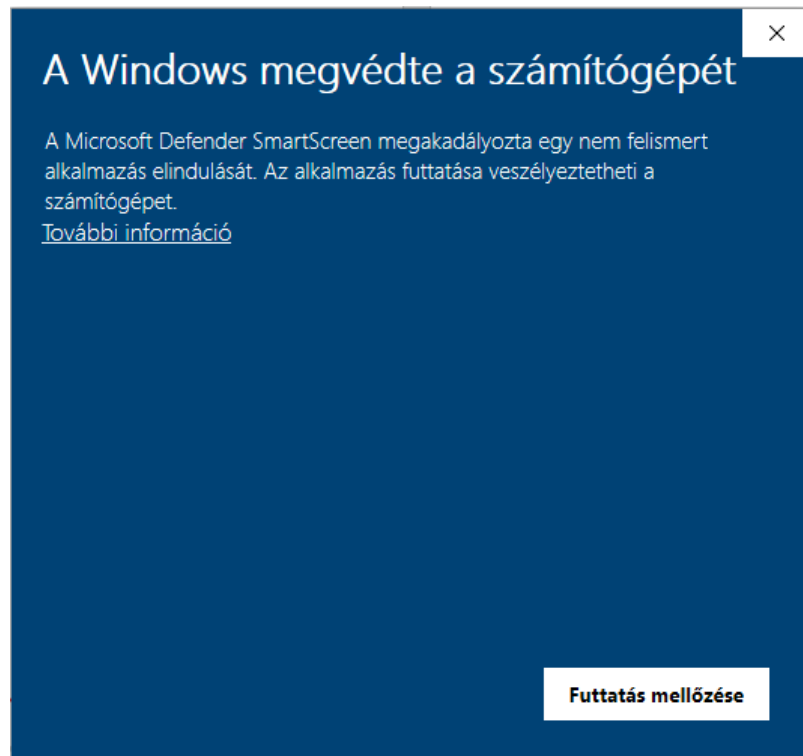 A Windows megvédte a számítógépét
A Microsoft Defender SmartScreen megakadályozta egy nem felismert
alkalmazás elindulását. Az alkalmazás futtatása veszélyeztetheti a
számítógépet.
További információ
Futtatás mellőzése